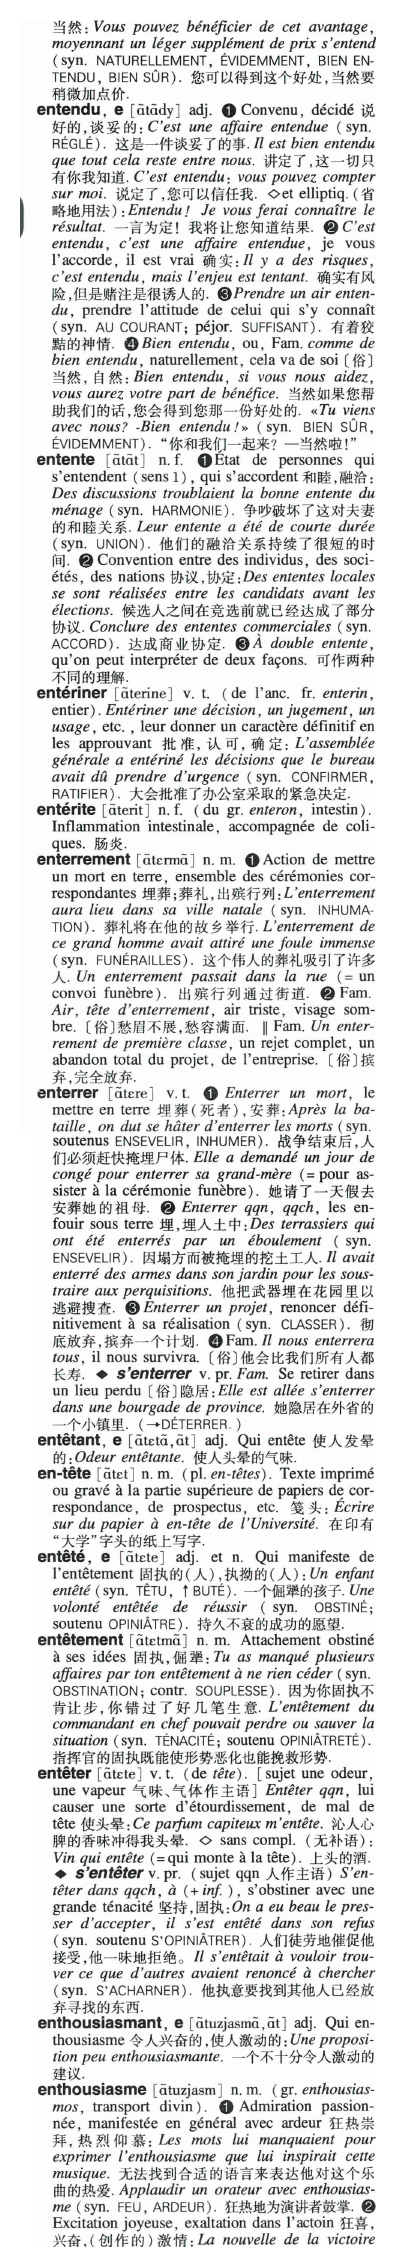 当然: Vous pouvez bénéficier de cet avantage,
moyennant un léger supplément de prix s'entend
(syn. NATURELLEMENT, ÉVIDEMMENT, BIEN EN-
TENDU, BIEN SÛR). 您可以得到这个好处,当然要
稍微加点价.
entendu, e [ɑ̃tɑ̃dy] adj. ❶ Convenu, décidé 说
好的,谈妥的: C'est une affaire entendue (syn.
RÉGLÉ). 这是一件谈妥了的事. Il est bien entendu
que tout cela reste entre nous. 讲定了,这一切只
有你我知道. C'est entendu: vous pouvez compter
sur moi. 说定了,您可以信任我. ◇et elliptiq. (省
略地用法): Entendu! Je vous ferai connaître le
résultat. 一言为定! 我将让您知道结果. ❷ C'est
entendu, c'est une affaire entendue, je vous
l'accorde, il est vrai 确实: Il y a des risques,
c'est entendu, mais l'enjeu est tentant. 确实有风
险,但是赌注是很诱人的. ❸ Prendre un air enten-
du, prendre l'attitude de celui qui s'y connaît
(syn. AU COURANT; péjor. SUFFISANT). 有着狡
黠的神情. ❹ Bien entendu, ou, Fam. comme de
bien entendu, naturellement, cela va de soi [俗]
当然,自然: Bien entendu, si vous nous aidez,
vous aurez votre part de bénéfice. 当然如果您帮
助我们的话,您会得到您那一份好处的. «Tu viens
avec nous? -Bien entendu!» (syn. BIEN SÛR,
ÉVIDEMMENT). “你和我们一起来? —当然啦!”
entente [ɑ̃tɑ̃t] n. f. ❶ État de personnes qui
s'entendent (sens 1), qui s'accordent 和睦,融洽:
Des discussions troublaient la bonne entente du
ménage (syn. HARMONIE). 争吵破坏了这对夫妻
的和睦关系. Leur entente a été de courte durée
(syn. UNION). 他们的融洽关系持续了很短的时
间. ❷ Convention entre des individus, des soci-
étés, des nations 协议,协定: Des ententes locales
se sont réalisées entre les candidats avant les
élections. 候选人之间在竞选前就已经达成了部分
协议. Conclure des ententes commerciales (syn.
ACCORD). 达成商业协定. ❸ À double entente,
qu'on peut interpréter de deux façons. 可作两种
不同的理解.
entériner [ɑ̃terine] v. t. (de l'anc. fr. enterin,
entier). Entériner une décision, un jugement, un
usage, etc., leur donner un caractère définitif en
les approuvant 批准,认可,确定: L'assemblée
générale a entériné les décisions que le bureau
avait dû prendre d'urgence (syn. CONFIRMER,
RATIFIER). 大会批准了办公室采取的紧急决定.
entérite [ɑ̃terit] n. f. (du gr. enteron, intestin).
Inflammation intestinale, accompagnée de coli-
ques. 肠炎.
enterrement [ɑ̃tɛrmɑ̃] n. m. ❶ Action de mettre
un mort en terre, ensemble des cérémonies cor-
respondantes 埋葬;葬礼,出殡行列: L'enterrement
aura lieu dans sa ville natale (syn. INHUMA-
TION). 葬礼将在他的故乡举行. L'enterrement de
ce grand homme avait attiré une foule immense
(syn. FUNÉRAILLES). 这个伟人的葬礼吸引了许多
人. Un enterrement passait dans la rue (= un
convoi funèbre). 出殡行列通过街道. ❷ Fam.
Air, tête d'enterrement, air triste, visage som-
bre. [俗]愁眉不展,愁容满面. ‖ Fam. Un enter-
rement de première classe, un rejet complet, un
abandon total du projet, de l'entreprise. [俗]摈
弃,完全放弃.
enterrer [ɑ̃tɛre] v. t. ❶ Enterrer un mort, le
mettre en terre 埋葬(死者),安葬: Après la ba-
taille, on dut se hâter d'enterrer les morts (syn.
soutenus ENSEVELIR, INHUMER). 战争结束后,人
们必须赶快掩埋尸体. Elle a demandé un jour de
congé pour enterrer sa grand-mère (= pour as-
sister à la cérémonie funèbre). 她请了一天假去
安葬她的祖母. ❷ Enterrer qqn, qqch, les en-
fouir sous terre 埋,埋入土中: Des terrassiers qui
ont été enterrés par un éboulement (syn.
ENSEVELIR). 因塌方而被掩埋的挖土工人. Il avait
enterré des armes dans son jardin pour les sous-
traire aux perquisitions. 他把武器埋在花园里以
逃避搜查. ❸ Enterrer un projet, renoncer défi-
nitivement à sa réalisation (syn. CLASSER). 彻
底放弃,摈弃一个计划. ❹ Fam. Il nous enterrera
tous, il nous survivra. [俗]他会比我们所有人都
长寿. ◆ s'enterrer v. pr. Fam. Se retirer dans
un lieu perdu [俗]隐居: Elle est allée s'enterrer
dans une bourgade de province. 她隐居在外省的
一个小镇里. (→DÉTERRER.)
entêtant, e [ɑ̃tɛtɑ̃,ɑ̃t] adj. Qui entête 使人发晕
的: Odeur entêtante. 使人头晕的气味.
en-tête [ɑ̃tɛt] n. m. (pl. en-têtes). Texte imprimé
ou gravé à la partie supérieure de papiers de cor-
respondance, de prospectus, etc. 笺头: Écrire
sur du papier à en-tête de l'Université. 在印有
“大学”字头的纸上写字.
entêté, e [ɑ̃tɛte] adj. et n. Qui manifeste de
l'entêtement 固执的(人),执拗的(人): Un enfant
entêté (syn. TÊTU, ↑BUTÉ). 一个倔犟的孩子. Une
volonté entêtée de réussir (syn. OBSTINÉ;
soutenu OPINIÂTRE). 持久不衰的成功的愿望.
entêtement [ɑ̃tɛtmɑ̃] n. m. Attachement obstiné
à ses idées 固执,倔犟: Tu as manqué plusieurs
affaires par ton entêtement à ne rien céder (syn.
OBSTINATION; contr. SOUPLESSE). 因为你固执不
肯让步,你错过了好几笔生意. L'entêtement du
commandant en chef pouvait perdre ou sauver la
situation (syn. TÉNACITÉ; soutenu OPINIÂTRETÉ).
指挥官的固执既能使形势恶化也能挽救形势.
entêter [ɑ̃tɛte] v. t. (de tête). [sujet une odeur,
une vapeur 气味、气体作主语] Entêter qqn, lui
causer une sorte d'étourdissement, de mal de
tête 使头晕: Ce parfum capiteux m'entête. 沁人心
脾的香味冲得我头晕. ◇ sans compl. (无补语):
Vin qui entête (= qui monte à la tête). 上头的酒.
◆ s'entêter v. pr. (sujet qqn 人作主语) S'en-
têter dans qqch, à (+ inf.), s'obstiner avec une
grande ténacité 坚持,固执: On a eu beau le pres-
ser d'accepter, il s'est entêté dans son refus
(syn. soutenu S'OPINIÂTRER). 人们徒劳地催促他
接受,他一味地拒绝. Il s'entêtait à vouloir trou-
ver ce que d'autres avaient renoncé à chercher
(syn. S'ACHARNER). 他执意要找到其他人已经放
弃寻找的东西.
enthousiasmant, e [ɑ̃tuzjasmɑ̃,ɑ̃t] adj. Qui en-
thousiasme 令人兴奋的,使人激动的: Une proposi-
tion peu enthousiasmante. 一个不十分令人激动的
建议.
enthousiasme [ɑ̃tuzjasm] n. m. (gr. enthousias-
mos, transport divin). ❶ Admiration passion-
née, manifestée en général avec ardeur 狂热崇
拜,热烈仰慕: Les mots lui manquaient pour
exprimer l'enthousiasme que lui inspirait cette
musique. 无法找到合适的语言来表达他对这个乐
曲的热爱. Applaudir un orateur avec enthousias-
me (syn. FEU, ARDEUR). 狂热地为演讲者鼓掌. ❷
Excitation joyeuse, exaltation dans l'actoin 狂喜,
兴奋,(创作的)激情: La nouvelle de la victoire